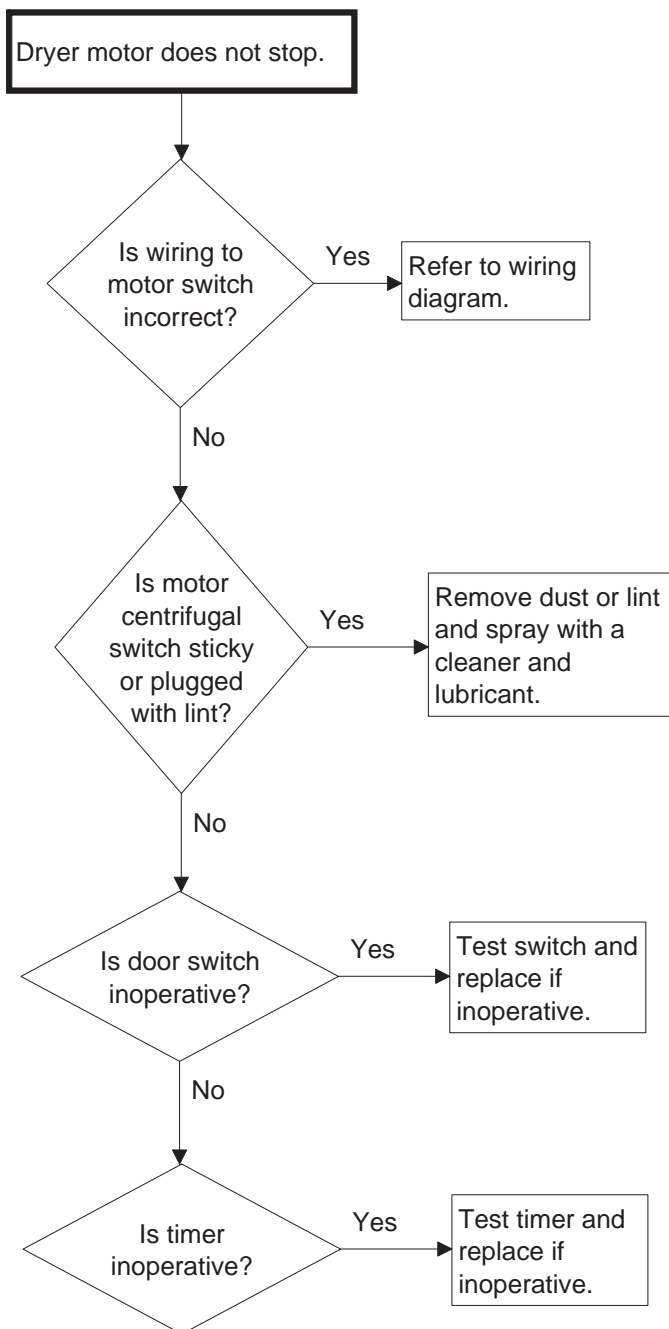 Dryer motor does not stop.
Is wiring to
motor switch
incorrect?
Yes
Refer to wiring
diagram.
No
Is motor
centrifugal
switch sticky
or plugged
with lint?
Yes
Remove dust or lint
and spray with a
cleaner and
lubricant.
No
Is door switch
inoperative?
Yes
Test switch and
replace if
inoperative.
No
Is timer
inoperative?
Yes
Test timer and
replace if
inoperative.